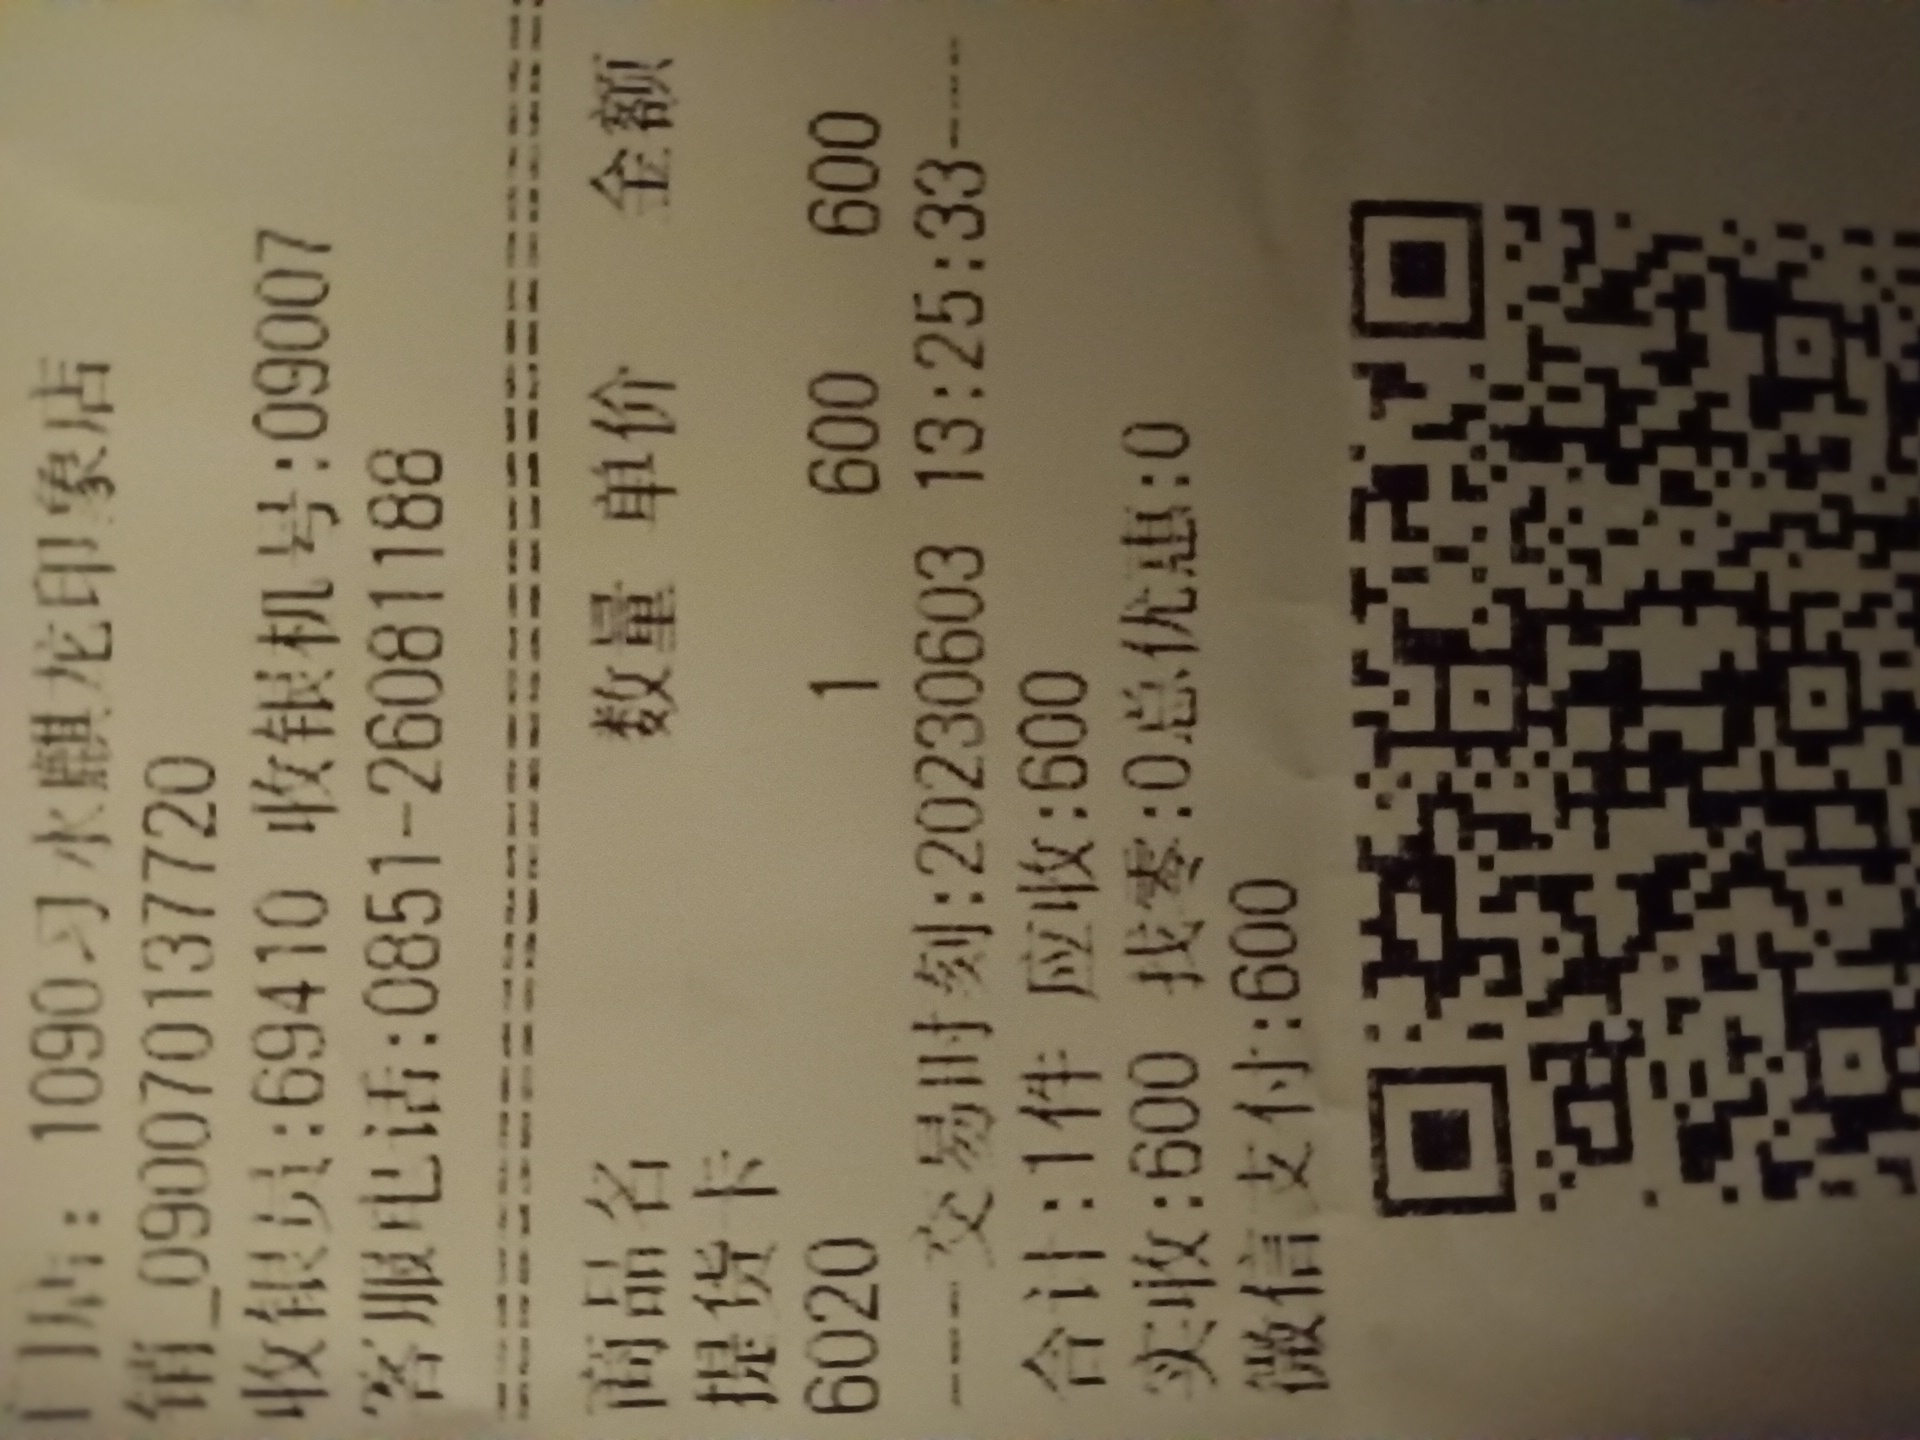 门店: 1090习水麒龙印象店
销_090070137720
收银员:69410 收银机号:09007
客服电话:0851-26081188
商品名 数量 单价 金额
提货卡
6020 1 600 600
----交易时刻:20230603 13:25:33----
合计:1件 应收:600
实收:600 找零:0总优惠:0
微信支付:600